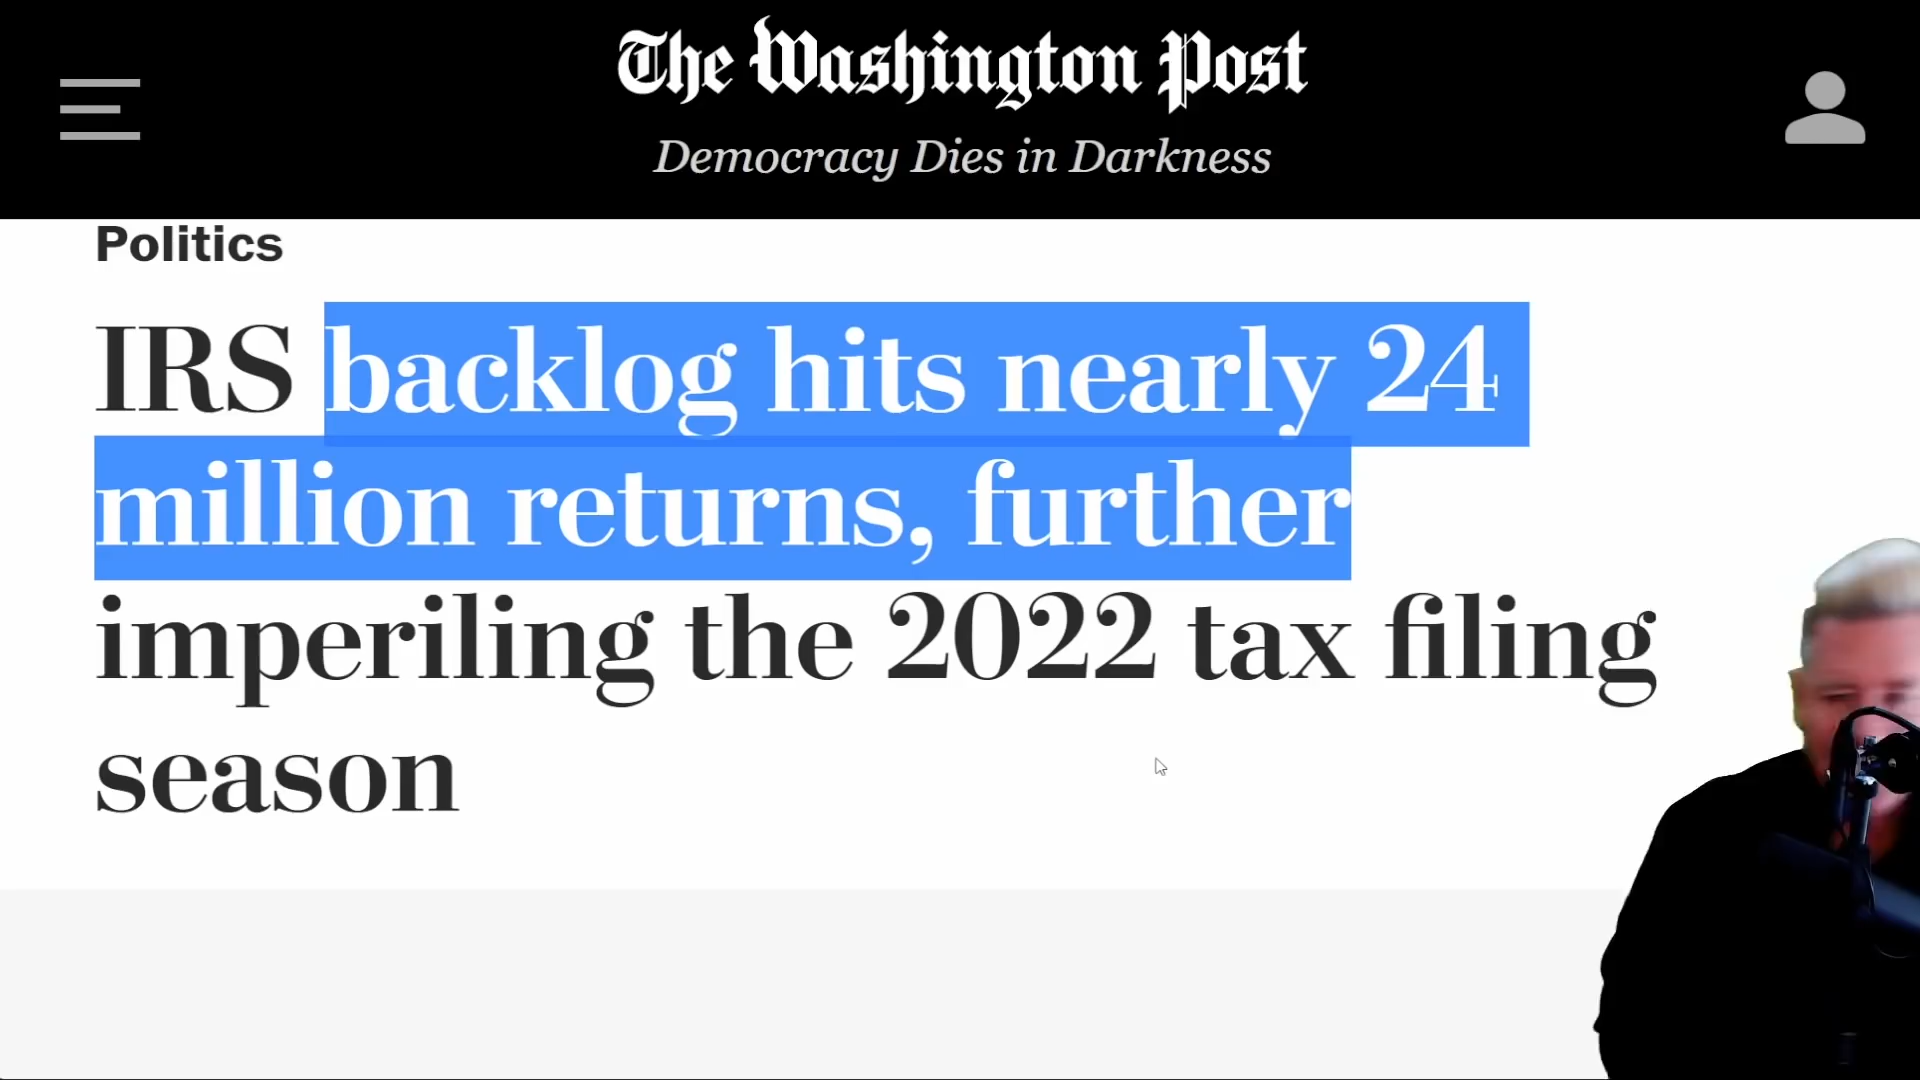 The Washington Post
Democracy Dies in Darkness
Politics
IRS backlog hits nearly 24
million returns, further
imperiling the 2022 tax filing
season